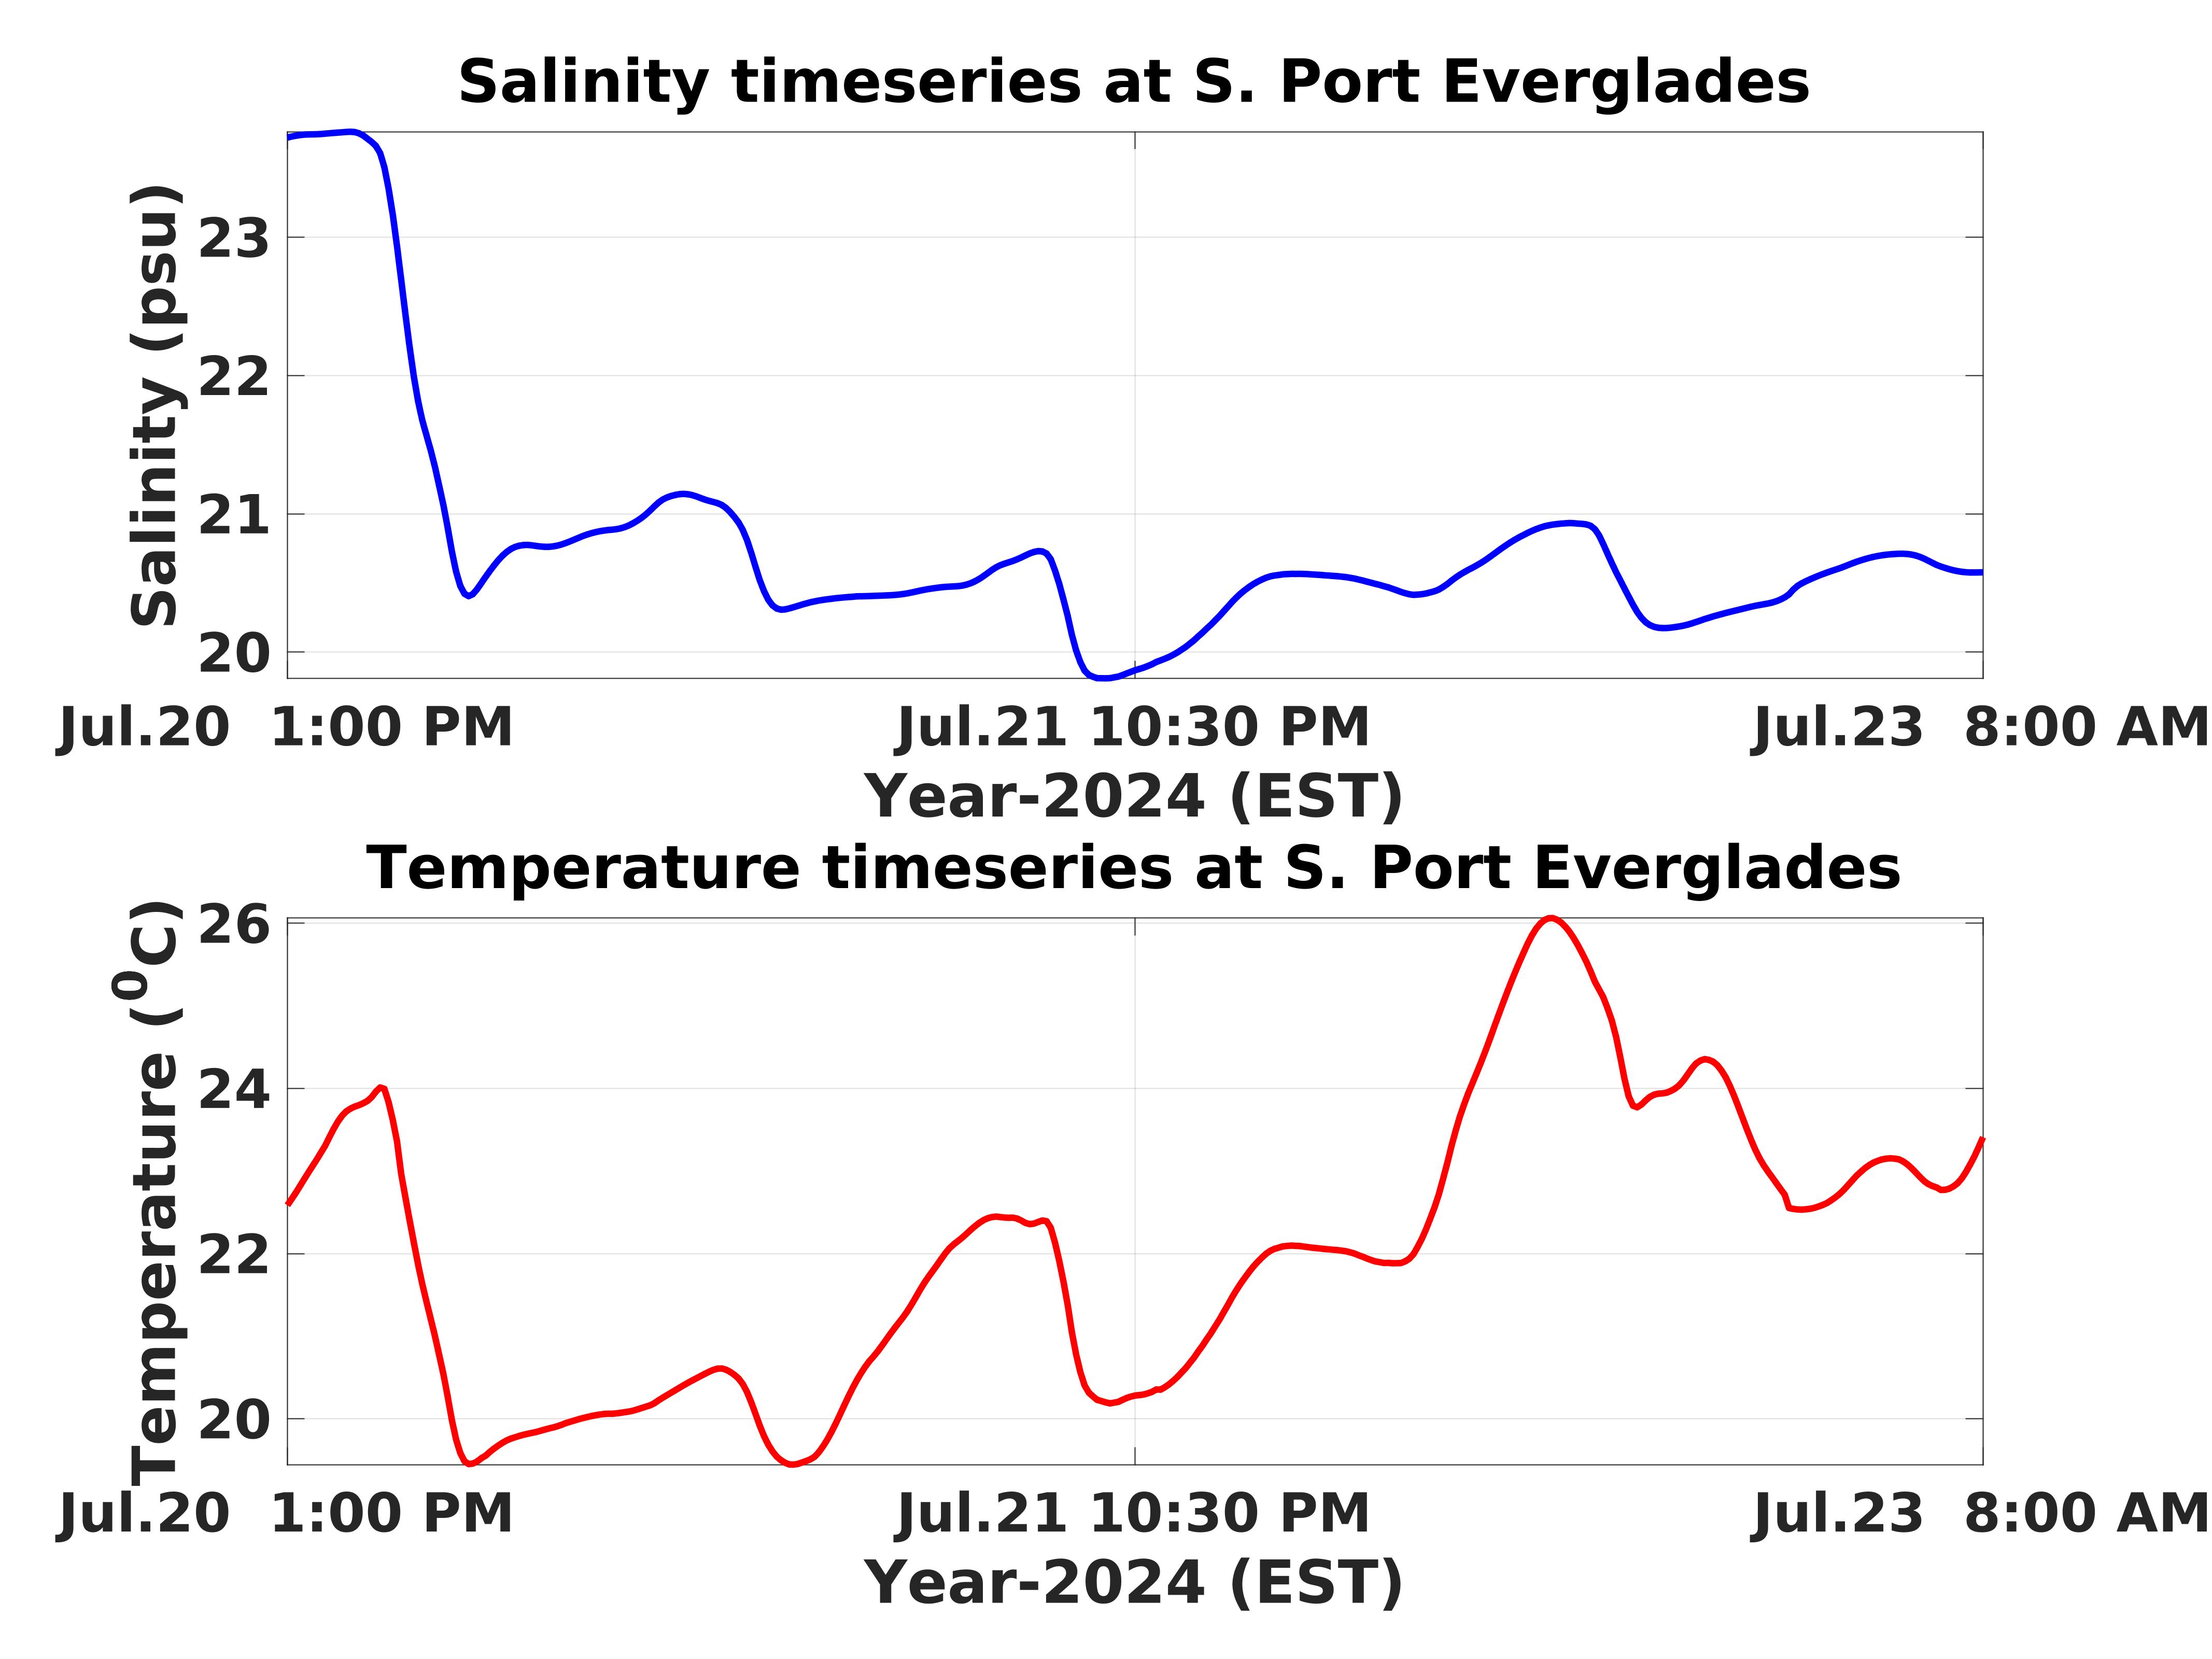 Salinity timeseries at S. Port Everglades
Salinity (psu)
23
22
21
20
Jul.20  1:00 PM
Jul.21 10:30 PM
Jul.23  8:00 AM
Year-2024 (EST)
Temperature timeseries at S. Port Everglades
Temperature (⁰C)
26
24
22
20
Jul.20  1:00 PM
Jul.21 10:30 PM
Jul.23  8:00 AM
Year-2024 (EST)